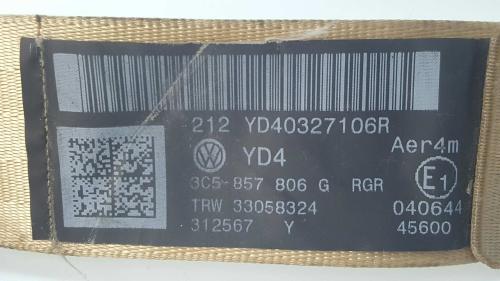 212 YD40327106R
YD4 Aer4m
3C5-857 806 G RGR E1
TRW 33058324 040644
312567 Y 45600